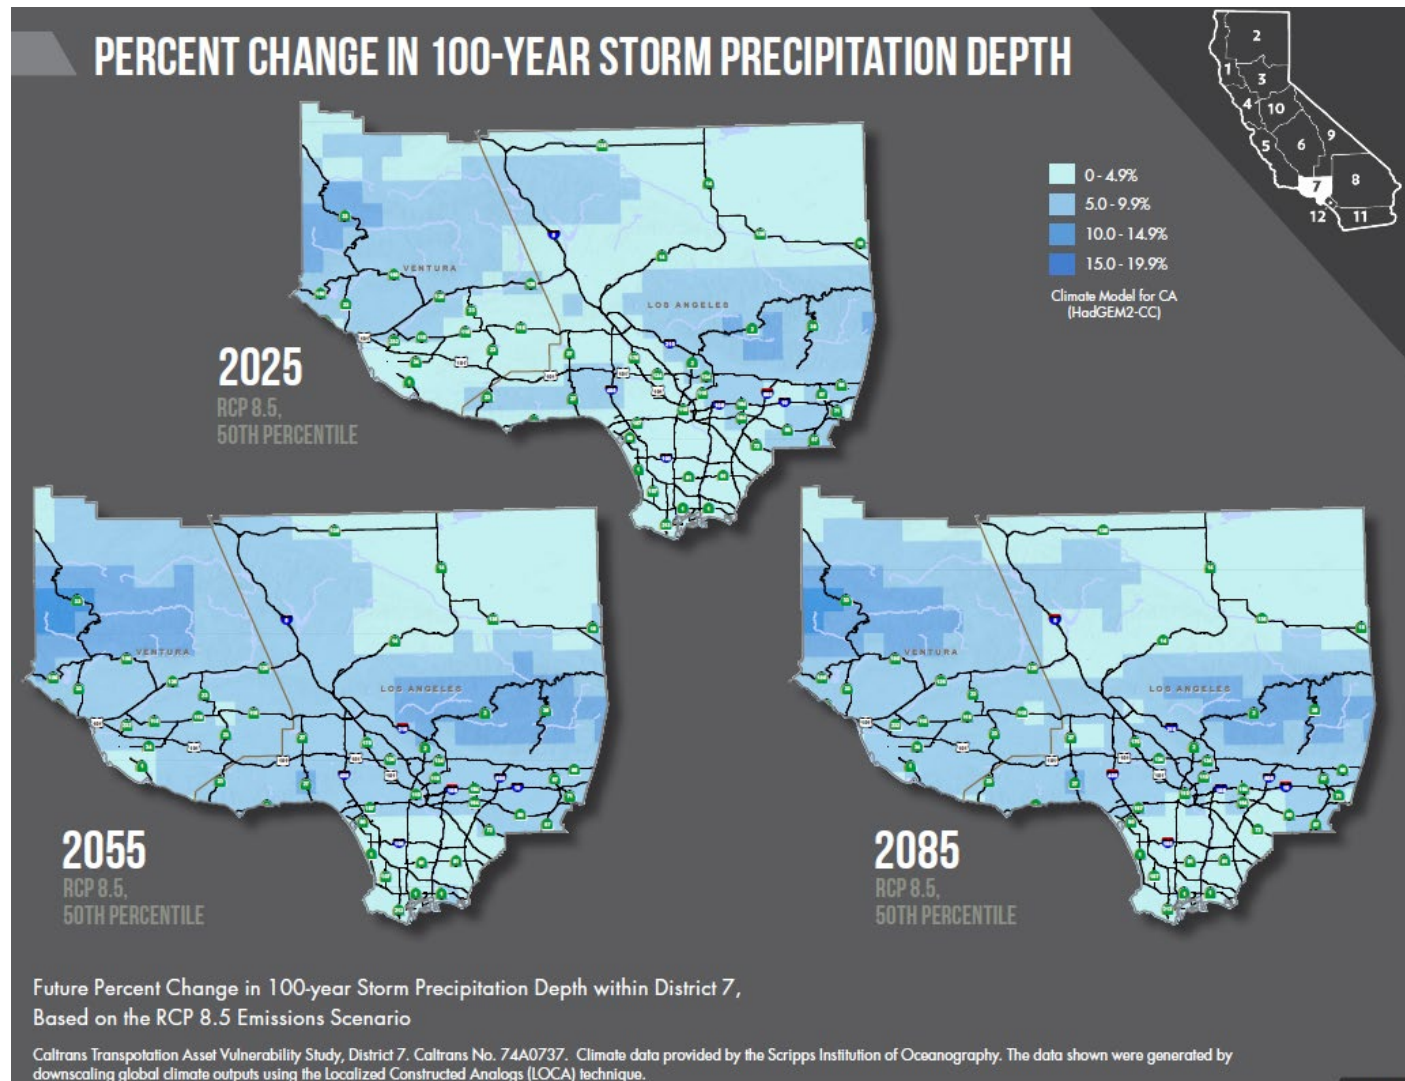 PERCENT CHANGE IN 100-YEAR STORM PRECIPITATION DEPTH
2
1
3
4
10
9
5
6
8
7
12
11
0 - 4.9%
5.0 - 9.9%
10.0 - 14.9%
15.0 - 19.9%
Climate Model for CA
(HadGEM2-CC)
VENTURA
LOS ANGELES
2025
RCP 8.5,
50TH PERCENTILE
VENTURA
LOS ANGELES
2055
RCP 8.5,
50TH PERCENTILE
VENTURA
LOS ANGELES
2085
RCP 8.5,
50TH PERCENTILE
Future Percent Change in 100-year Storm Precipitation Depth within District 7,
Based on the RCP 8.5 Emissions Scenario
Caltrans Transpotation Asset Vulnerability Study, District 7. Caltrans No. 74A0737. Climate data provided by the Scripps Institution of Oceanography. The data shown were generated by
downscaling global climate outputs using the Localized Constructed Analogs (LOCA) technique.